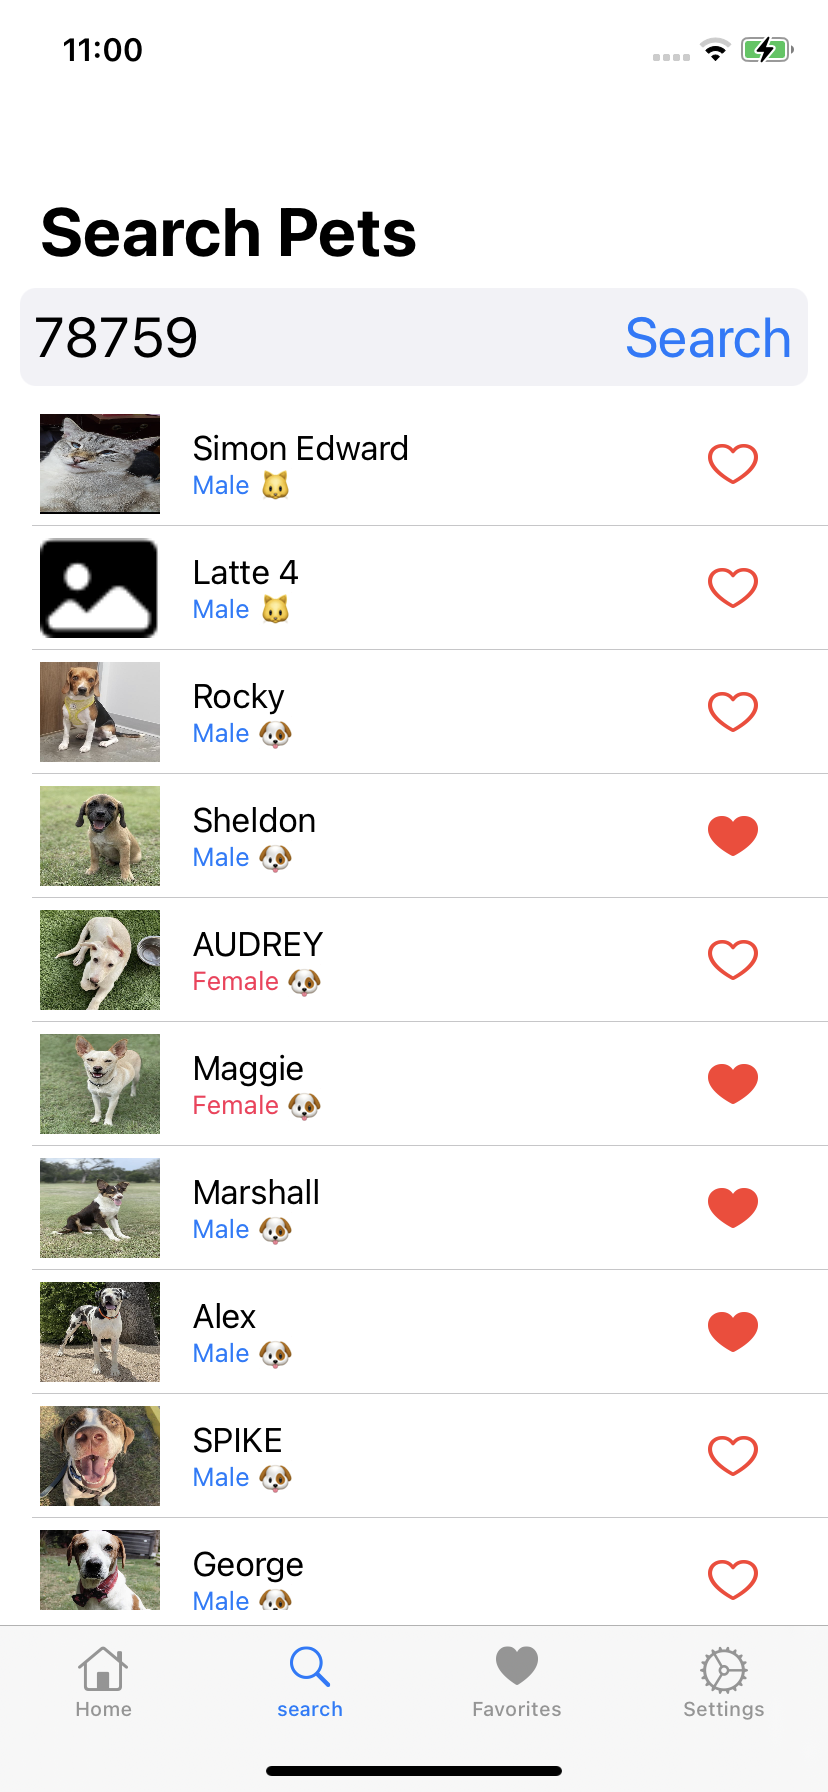 11:00
Search Pets
78759 Search
Simon Edward
Male 🐱
Latte 4
Male 🐱
Rocky
Male 🐶
Sheldon
Male 🐶
AUDREY
Female 🐶
Maggie
Female 🐶
Marshall
Male 🐶
Alex
Male 🐶
SPIKE
Male 🐶
George
Male 🐶
Home search Favorites Settings